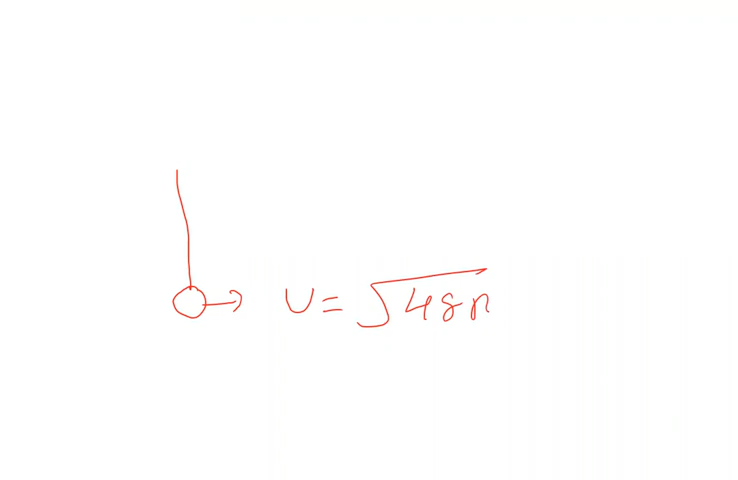 U = √4gr